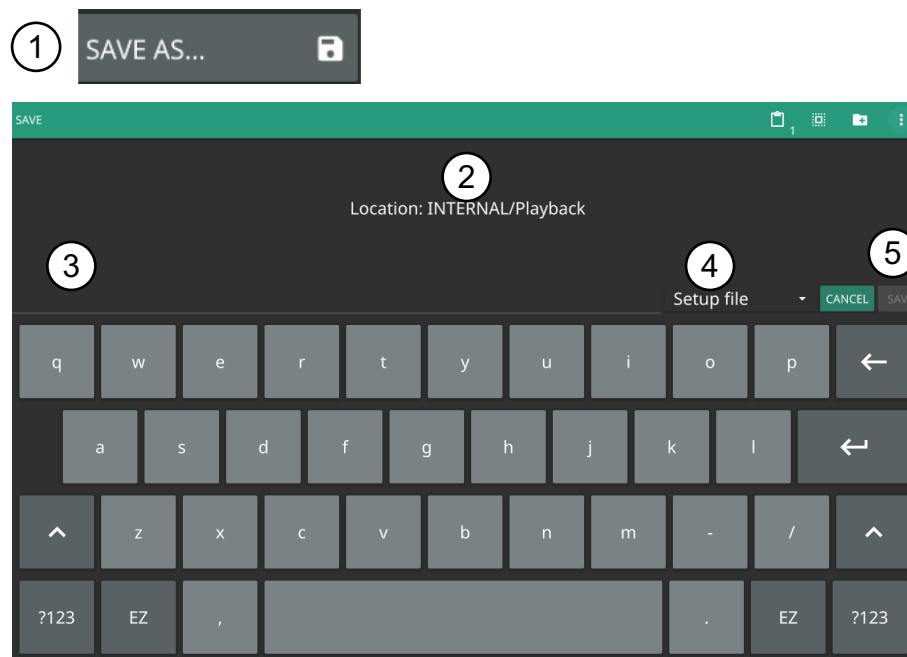 1 SAVE AS...
SAVE 1
2
Location: INTERNAL/Playback
3 4 5
Setup file CANCEL SAV
q w e r t y u i o p
a s d f g h j k l
z x c v b n m - /
?123 EZ , . EZ ?123